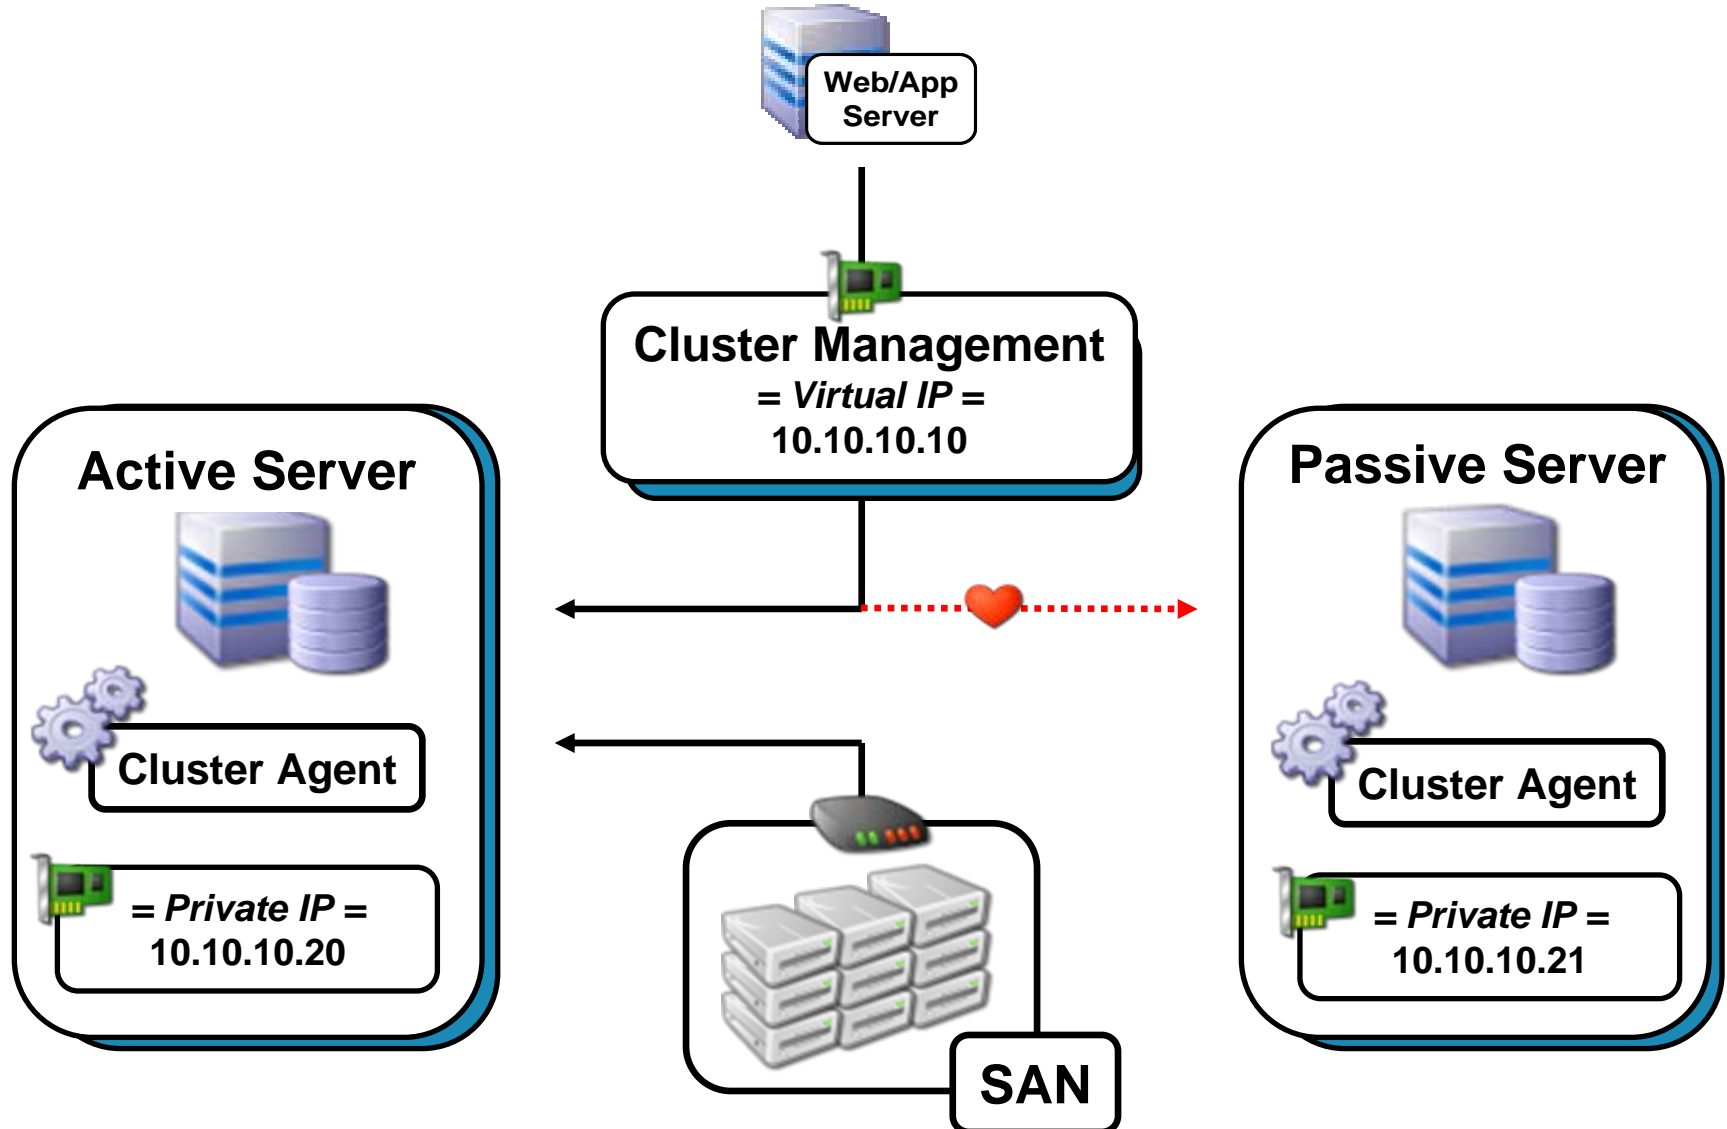 Web/App
Server
Cluster Management
= Virtual IP =
10.10.10.10
Active Server
Cluster Agent
= Private IP =
10.10.10.20
Passive Server
Cluster Agent
= Private IP =
10.10.10.21
SAN